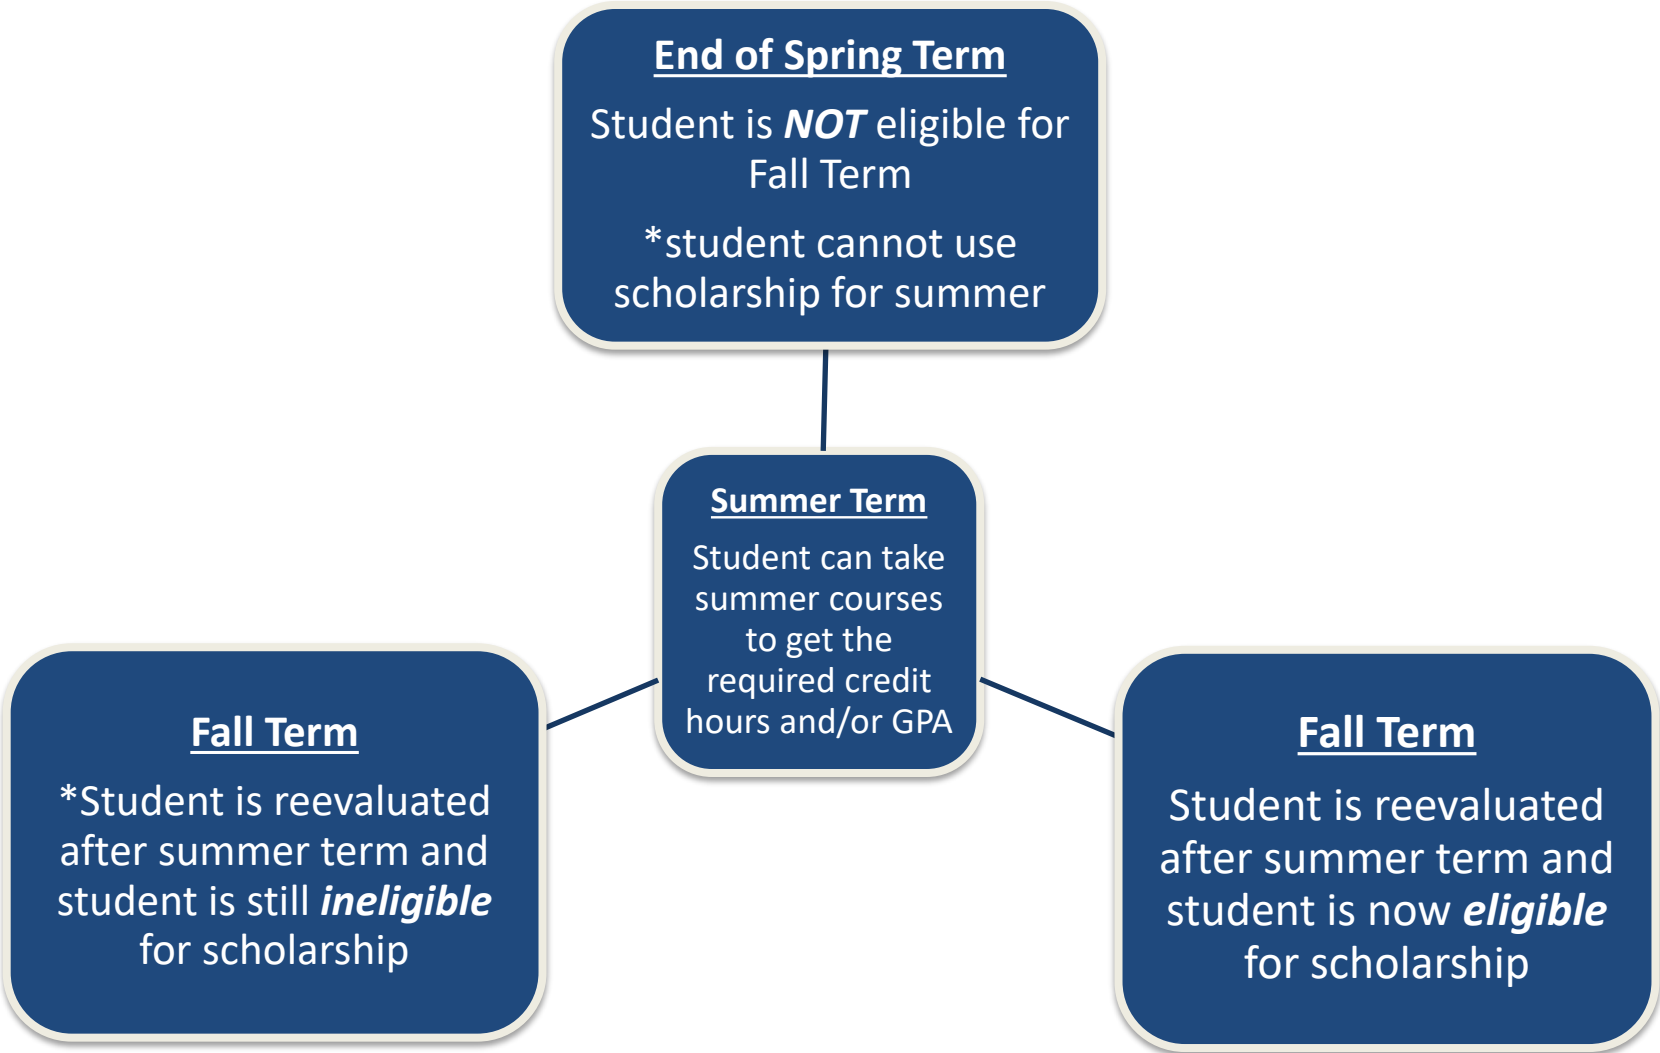 End of Spring Term
Student is NOT eligible for
Fall Term
*student cannot use
scholarship for summer
Summer Term
Student can take
summer courses
to get the
required credit
hours and/or GPA
Fall Term
*Student is reevaluated
after summer term and
student is still ineligible
for scholarship
Fall Term
Student is reevaluated
after summer term and
student is now eligible
for scholarship